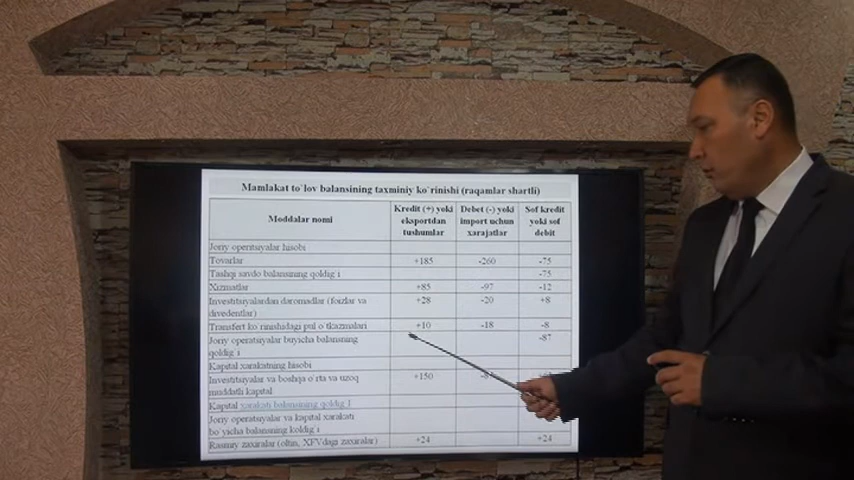 Mamlakat to`lov balansining taxminiy ko`rinishi (raqamlar shartli)
Moddalar nomi Kredit (+) yoki eksportdan tushumlar Debet (-) yoki import uchun xarajatlar Sof kredit yoki sof debit
Joriy operitsiyalar hisobi
Tovarlar +185 -260 -75
Tashqi savdo balansining qoldig`i -75
Xizmatlar +85 -97 -12
Investitsiyalardan daromadlar (foizlar va
divedentlar) +28 -20 +8
Transfert ko`rinishidagi pul o`tkazmalari +10 -18 -8
Joriy operatsiyalar buyicha balansning
qoldig`i -87
Kapital xarakatning hisobi
Investitsiyalar va boshqa o`rta va uzoq
muddatli kapital +150
Kapital xarakati balansining qoldig`I
Joriy operatsiyalar va kapital xarakati
bo`yicha balansning koldig`i
Rasmiy zaxiralar (oltin, XFVdagi zaxiralar) +24 +24